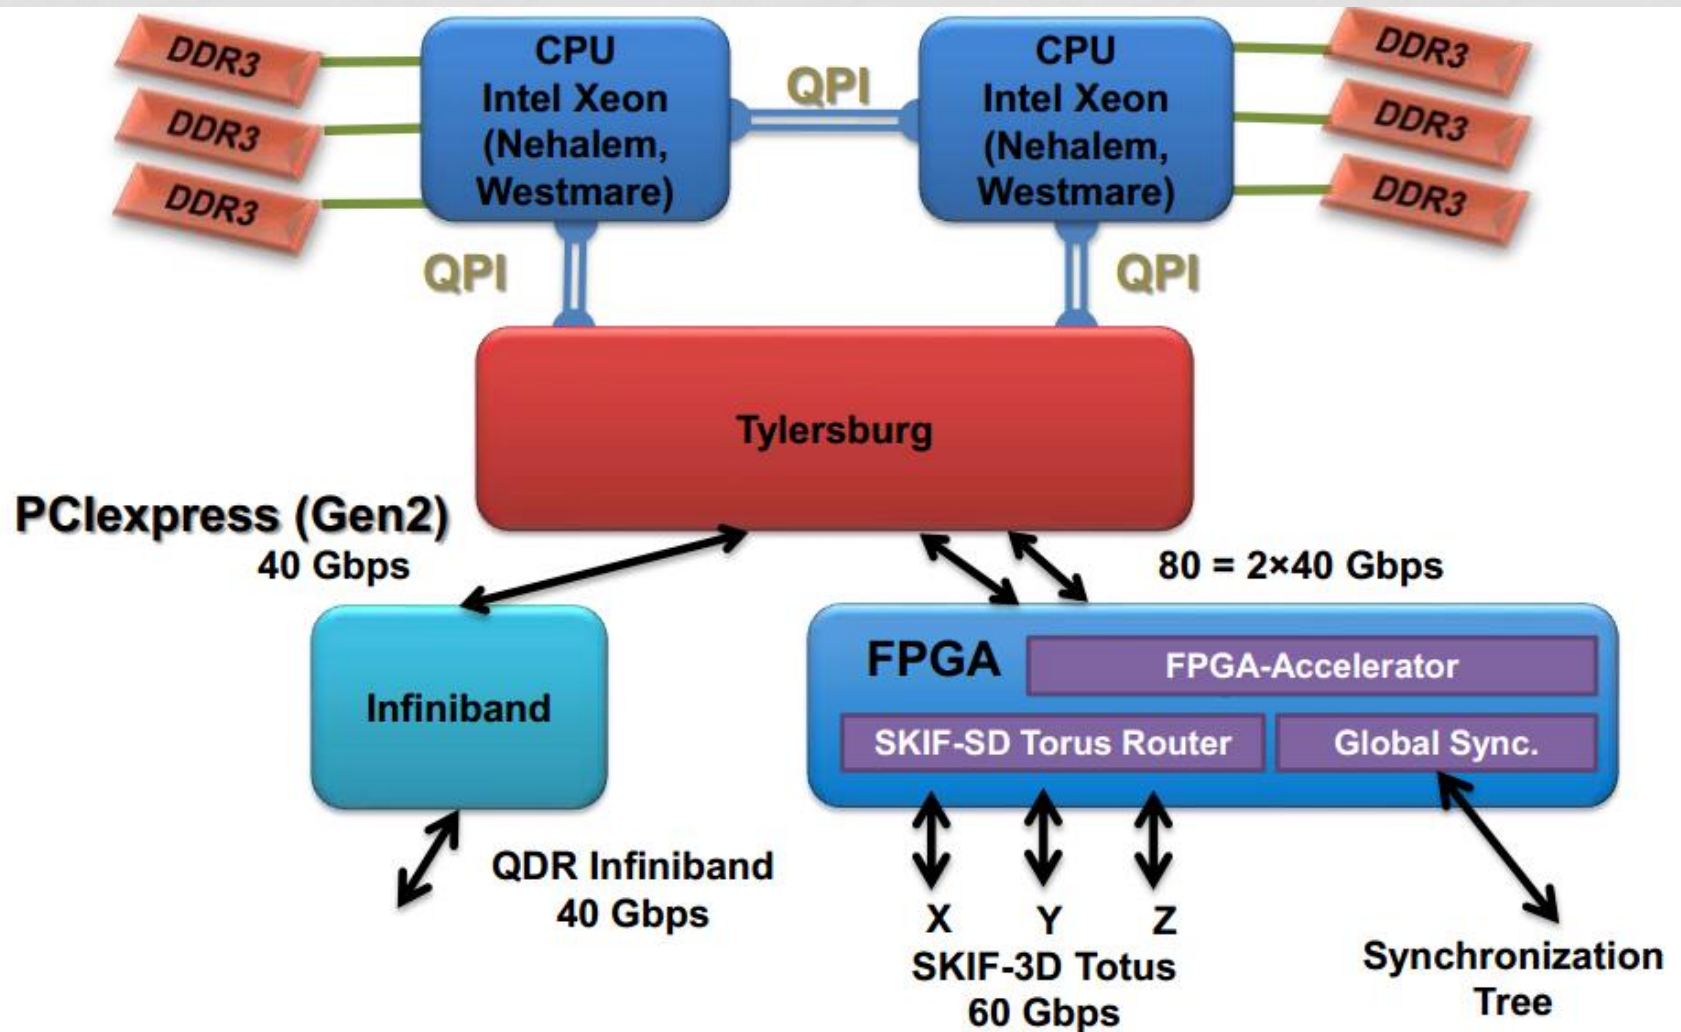 DDR3
DDR3
DDR3
CPU
Intel Xeon
(Nehalem,
Westmare)
QPI
CPU
Intel Xeon
(Nehalem,
Westmare)
DDR3
DDR3
DDR3
QPI
QPI
Tylersburg
PCIexpress (Gen2)
40 Gbps
80 = 2×40 Gbps
Infiniband
FPGA
FPGA-Accelerator
SKIF-SD Torus Router
Global Sync.
QDR Infiniband
40 Gbps
X
Y
Z
SKIF-3D Totus
60 Gbps
Synchronization
Tree